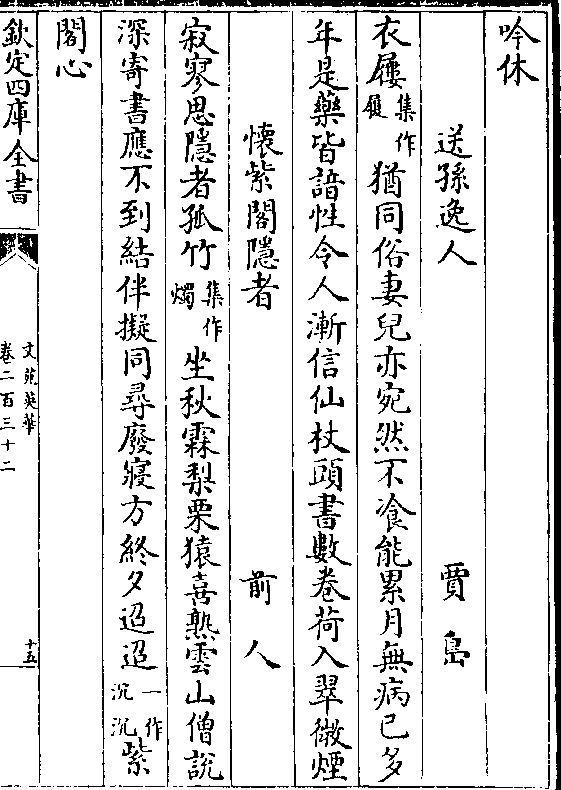 吟休
送孫逸人　賈島
衣屨集作履猶同俗妻兒亦宛然不飡能累月無病已多
年是藥皆諳性令人漸信仙杖頭書數卷荷入翠微煙
懷紫閣隱者　前人
寂寥思隱者孤竹集作燭坐秋霖梨栗猿喜熟雲山僧說
深寄書應不到結伴擬同尋廢寢方終夕迢迢一作沉沉紫
閣心
欽定四庫全書
文苑英華
卷二百三十二
十五